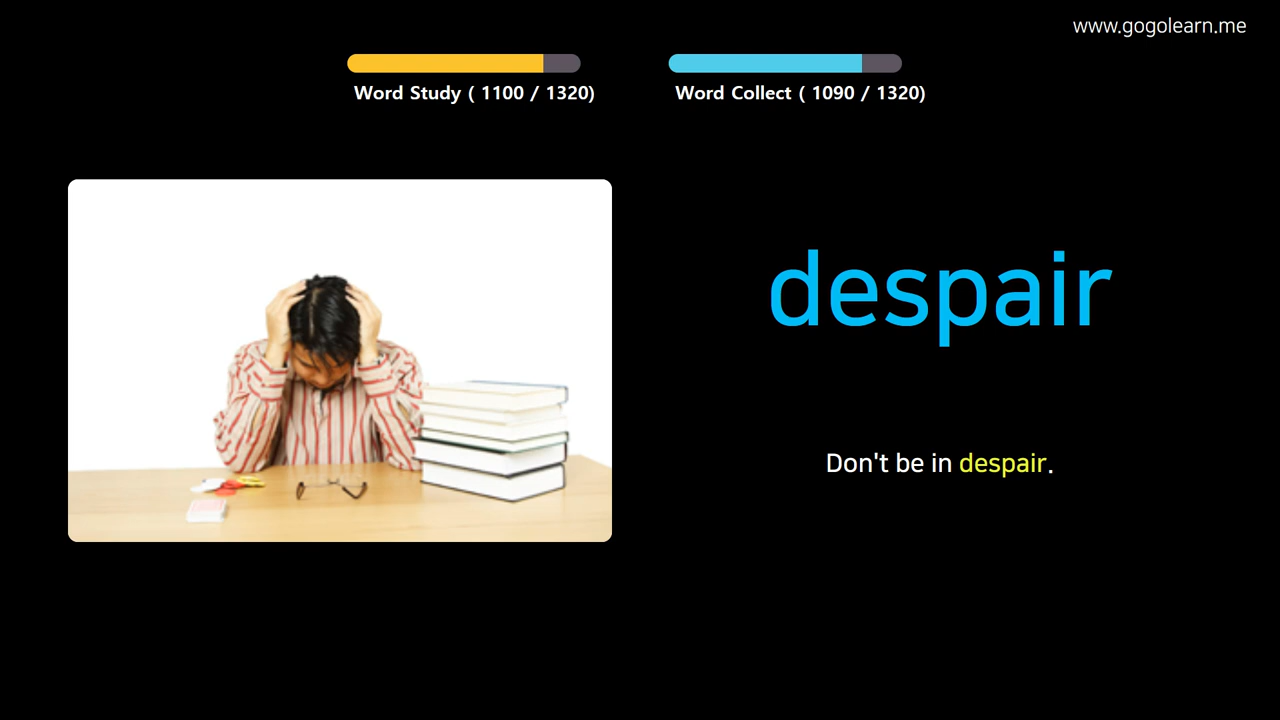 www.gogolearn.me
Word Study ( 1100 / 1320)
Word Collect ( 1090 / 1320)
despair
Don't be in despair.